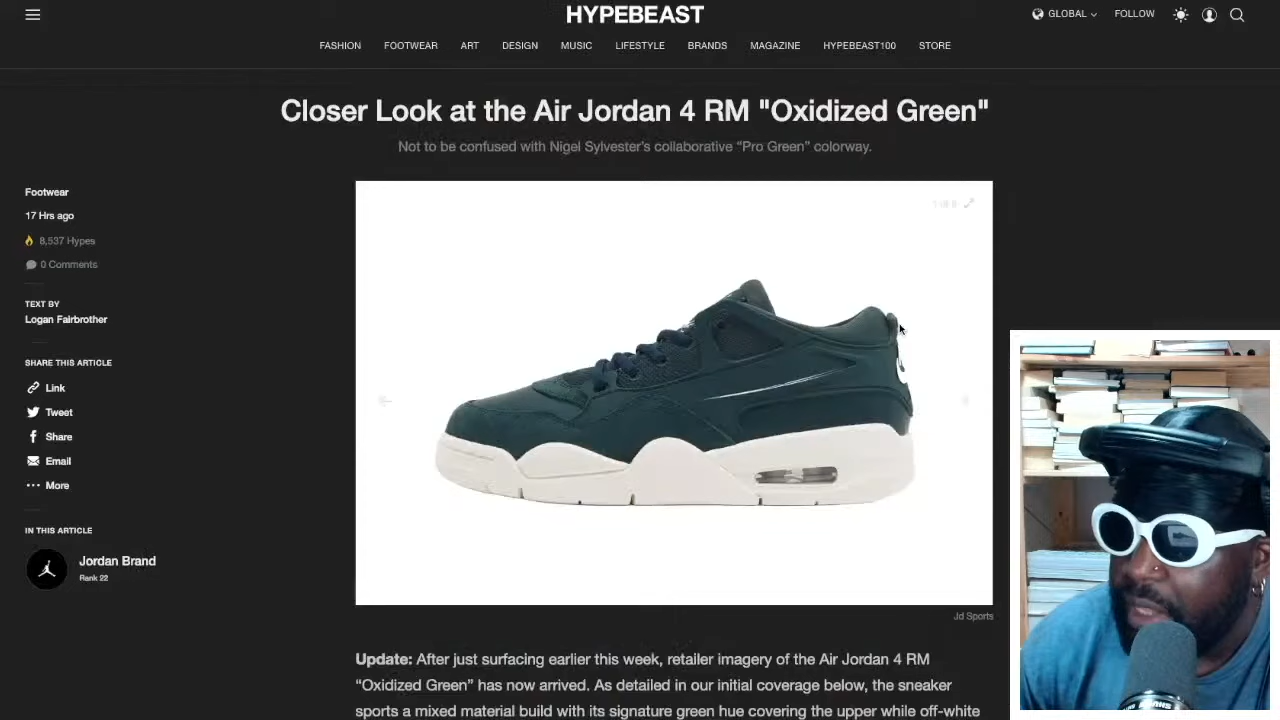 HYPEBEAST
GLOBAL
FOLLOW
FASHION FOOTWEAR ART DESIGN MUSIC LIFESTYLE BRANDS MAGAZINE HYPEBEAST100 STORE
Closer Look at the Air Jordan 4 RM "Oxidized Green"
Not to be confused with Nigel Sylvester's collaborative “Pro Green” colorway.
Footwear
17 Hrs ago
8,537 Hypes
0 Comments
TEXT BY
Logan Fairbrother
SHARE THIS ARTICLE
Link
Tweet
Share
Email
More
IN THIS ARTICLE
Jordan Brand
Rank 22
Jd Sports
Update: After just surfacing earlier this week, retailer imagery of the Air Jordan 4 RM
“Oxidized Green” has now arrived. As detailed in our initial coverage below, the sneaker
sports a mixed material build with its signature green hue covering the upper while off-white